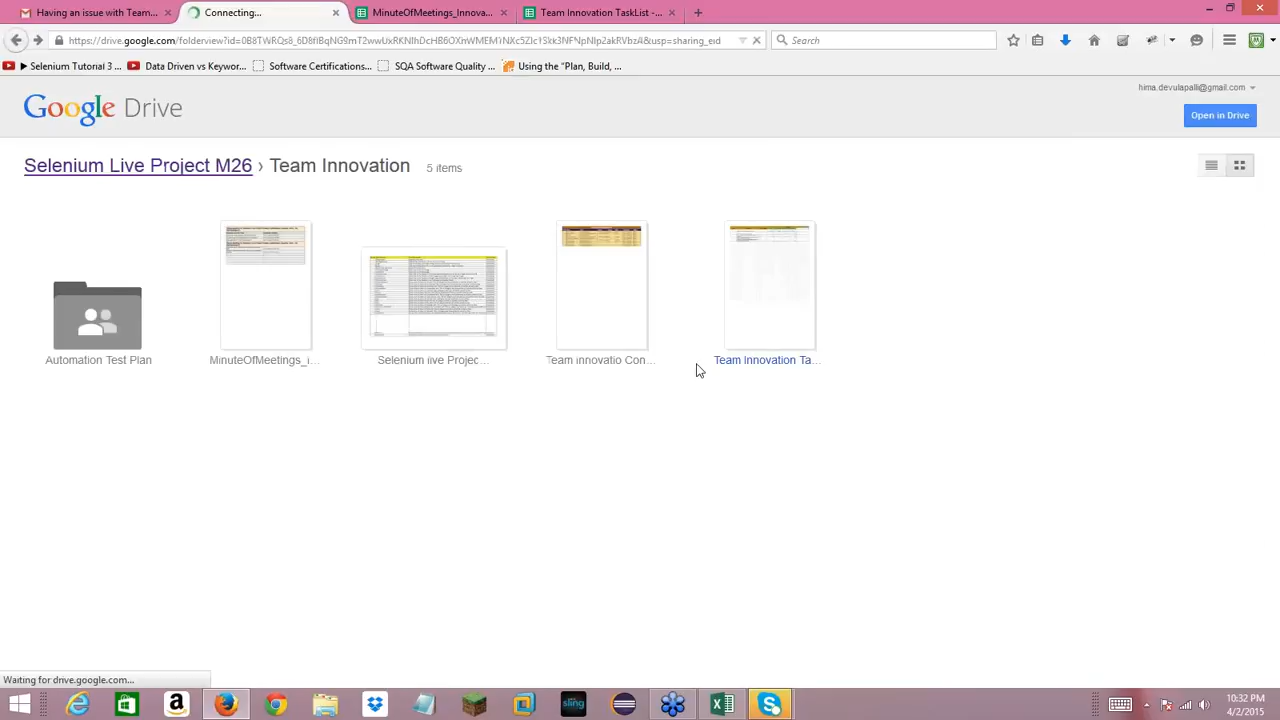 Having an issue with Team...
Connecting...
MinuteOfMeetings_Innova...
Team Innovation TaskList - ...
Search
Selenium Tutorial 3 ...
Data Driven vs Keywor...
Software Certifications...
SQA Software Quality ...
Using the "Plan, Build, ...
hima.devulapalli@gmail.com
Google Drive
Open in Drive
Selenium Live Project M26 › Team Innovation 5 items
Automation Test Plan
MinuteOfMeetings_i...
Selenium live Projec...
Team innovatio Con...
Team Innovation Ta...
Waiting for drive.google.com...
sling
10:32 PM
4/2/2015